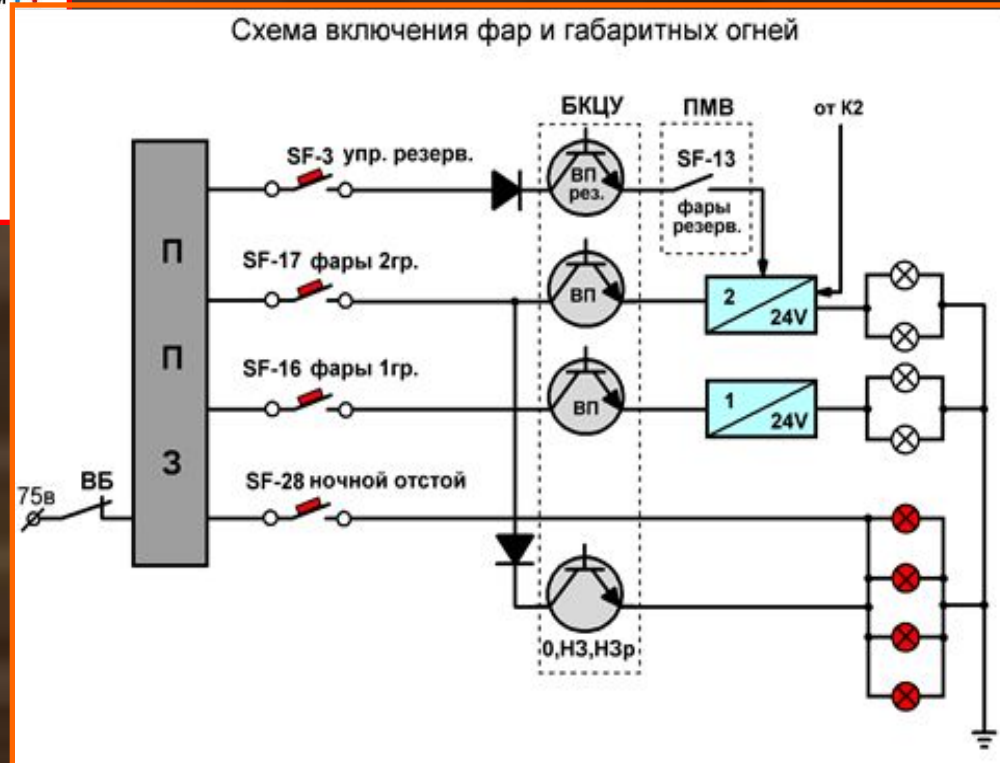 Схема включения фар и габаритных огней
БКЦУ
ПМВ
от К2
SF-3 упр. резерв.
ВП
рез.
SF-13
фары
резерв.
SF-17 фары 2гр.
ВП
2
24V
SF-16 фары 1гр.
ВП
1
24V
П
П
З
SF-28 ночной отстой
75в
ВБ
0,НЗ,НЗр